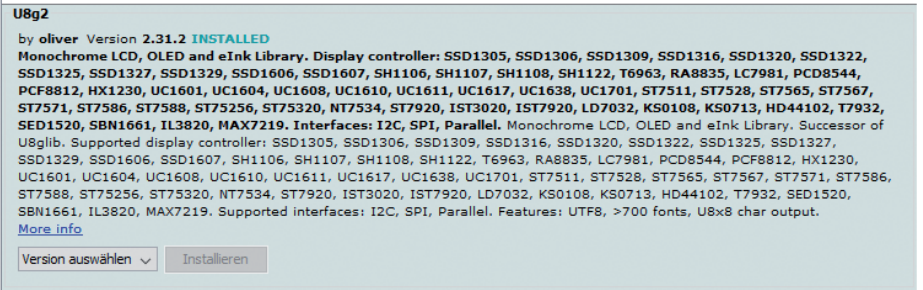 U8g2
by oliver Version 2.31.2 INSTALLED
Monochrome LCD, OLED and eInk Library. Display controller: SSD1305, SSD1306, SSD1309, SSD1316, SSD1320, SSD1322,
SSD1325, SSD1327, SSD1329, SSD1606, SSD1607, SH1106, SH1107, SH1108, SH1122, T6963, RA8835, LC7981, PCD8544,
PCF8812, HX1230, UC1601, UC1604, UC1608, UC1610, UC1611, UC1617, UC1638, UC1701, ST7511, ST7528, ST7565, ST7567,
ST7571, ST7586, ST7588, ST75256, ST75320, NT7534, ST7920, IST3020, IST7920, LD7032, KS0108, KS0713, HD44102, T7932,
SED1520, SBN1661, IL3820, MAX7219. Interfaces: I2C, SPI, Parallel. Monochrome LCD, OLED and eInk Library. Successor of
U8glib. Supported display controller: SSD1305, SSD1306, SSD1309, SSD1316, SSD1320, SSD1322, SSD1325, SSD1327,
SSD1329, SSD1606, SSD1607, SH1106, SH1107, SH1108, SH1122, T6963, RA8835, LC7981, PCD8544, PCF8812, HX1230,
UC1601, UC1604, UC1608, UC1610, UC1611, UC1617, UC1638, UC1701, ST7511, ST7528, ST7565, ST7567, ST7571, ST7586,
ST7588, ST75256, ST75320, NT7534, ST7920, IST3020, IST7920, LD7032, KS0108, KS0713, HD44102, T7932, SED1520,
SBN1661, IL3820, MAX7219. Supported interfaces: I2C, SPI, Parallel. Features: UTF8, >700 fonts, U8x8 char output.
More info
Version auswählen Installieren